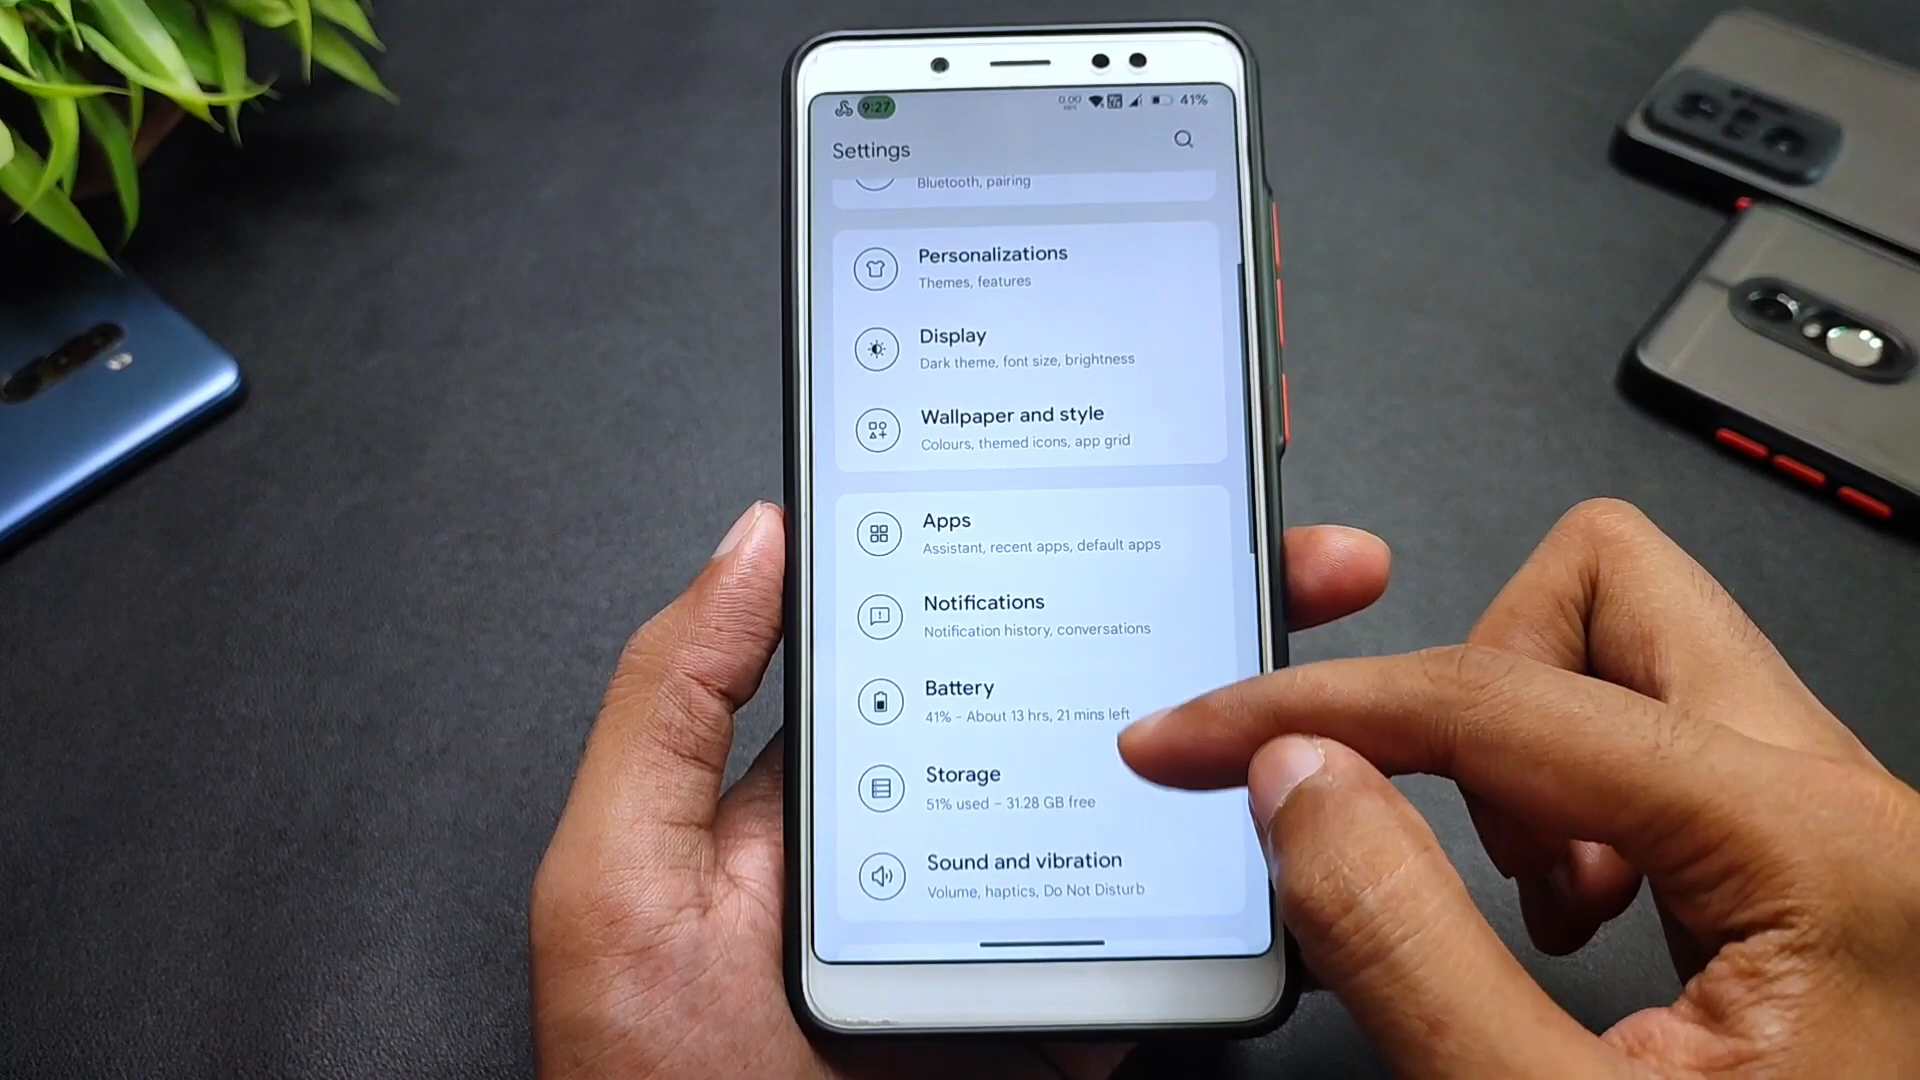 9:27
0.00
41%
Settings
Bluetooth, pairing
Personalizations
Themes, features
Display
Dark theme, font size, brightness
Wallpaper and style
Colours, themed icons, app grid
Apps
Assistant, recent apps, default apps
Notifications
Notification history, conversations
Battery
41% - About 13 hrs, 21 mins left
Storage
51% used – 31.28 GB free
Sound and vibration
Volume, haptics, Do Not Disturb